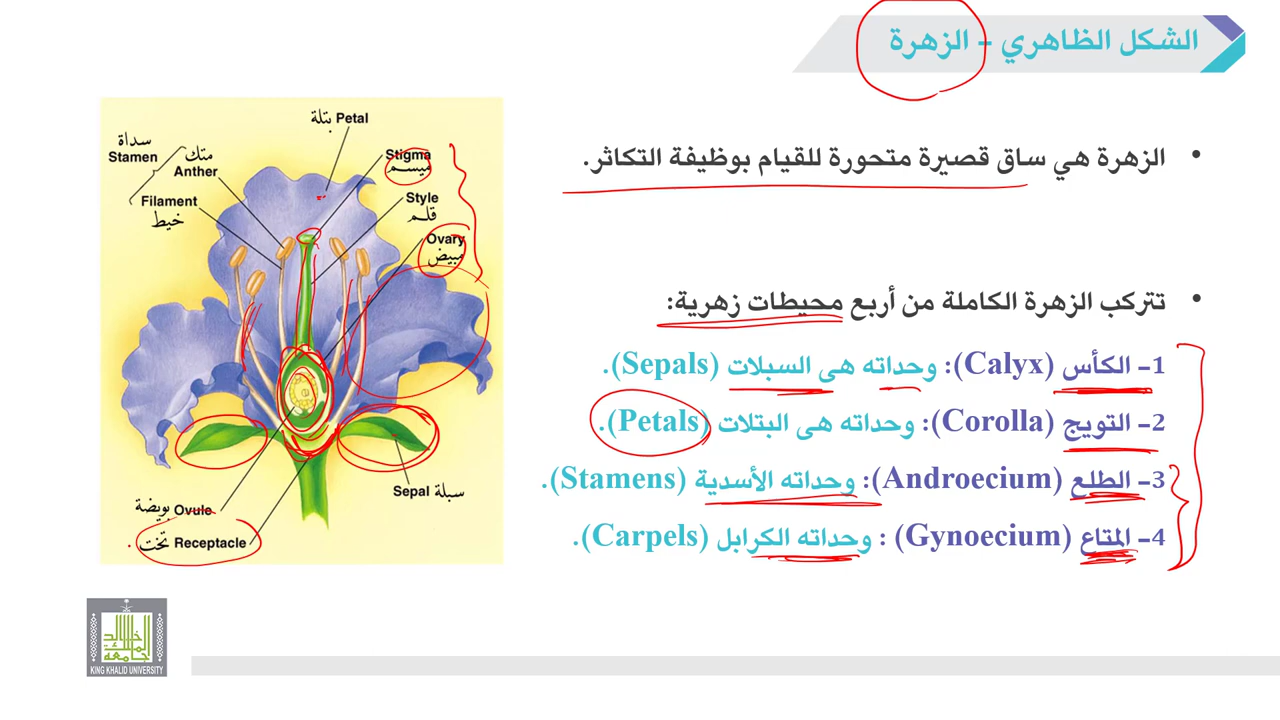 الشكل الظاهري – الزهرة
• الزهرة هي ساق قصيرة متحورة للقيام بوظيفة التكاثر.
• تتركب الزهرة الكاملة من أربع محيطات زهرية:
1- الكأس (Calyx): وحداته هى السبلات (Sepals).
2- التويج (Corolla): وحداته هى البتلات (Petals).
3- الطلع (Androecium): وحداته الأسدية (Stamens).
4- المتاع (Gynoecium) : وحداته الكرابل (Carpels).
بتلة Petal
سداة
Stamen
متك
Anther
Filament
خيط
Stigma
ميسم
Style
قلم
Ovary
مبيض
Sepal سبلة
بويضة Ovule
تخت Receptacle
جامعة الملك خالد
KING KHALID UNIVERSITY